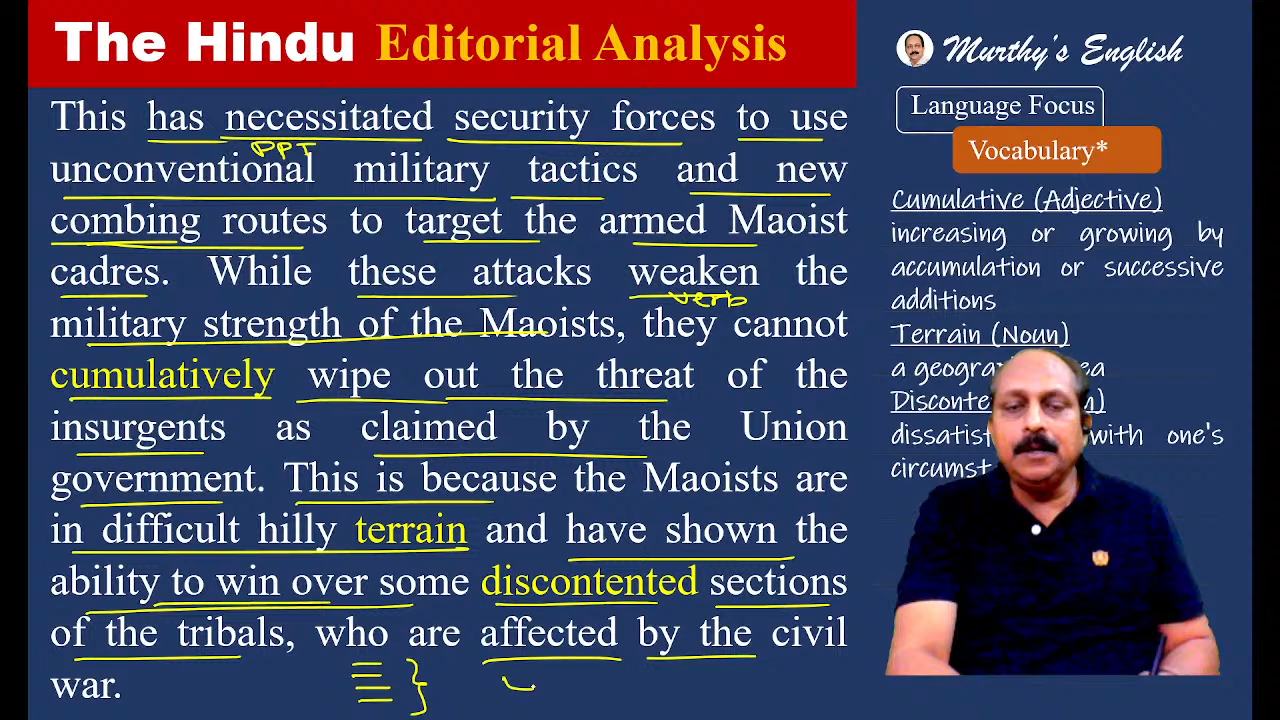 The Hindu Editorial Analysis
This has necessitated security forces to use
unconventional military tactics and new
combing routes to target the armed Maoist
cadres. While these attacks weaken the
military strength of the Maoists, they cannot
cumulatively wipe out the threat of the
insurgents as claimed by the Union
government. This is because the Maoists are
in difficult hilly terrain and have shown the
ability to win over some discontented sections
of the tribals, who are affected by the civil
war.
PPT
verb
Murthy's English
Language Focus
Vocabulary*
Cumulative (Adjective)
increasing or growing by
accumulation or successive
additions
Terrain (Noun)
a
with one's